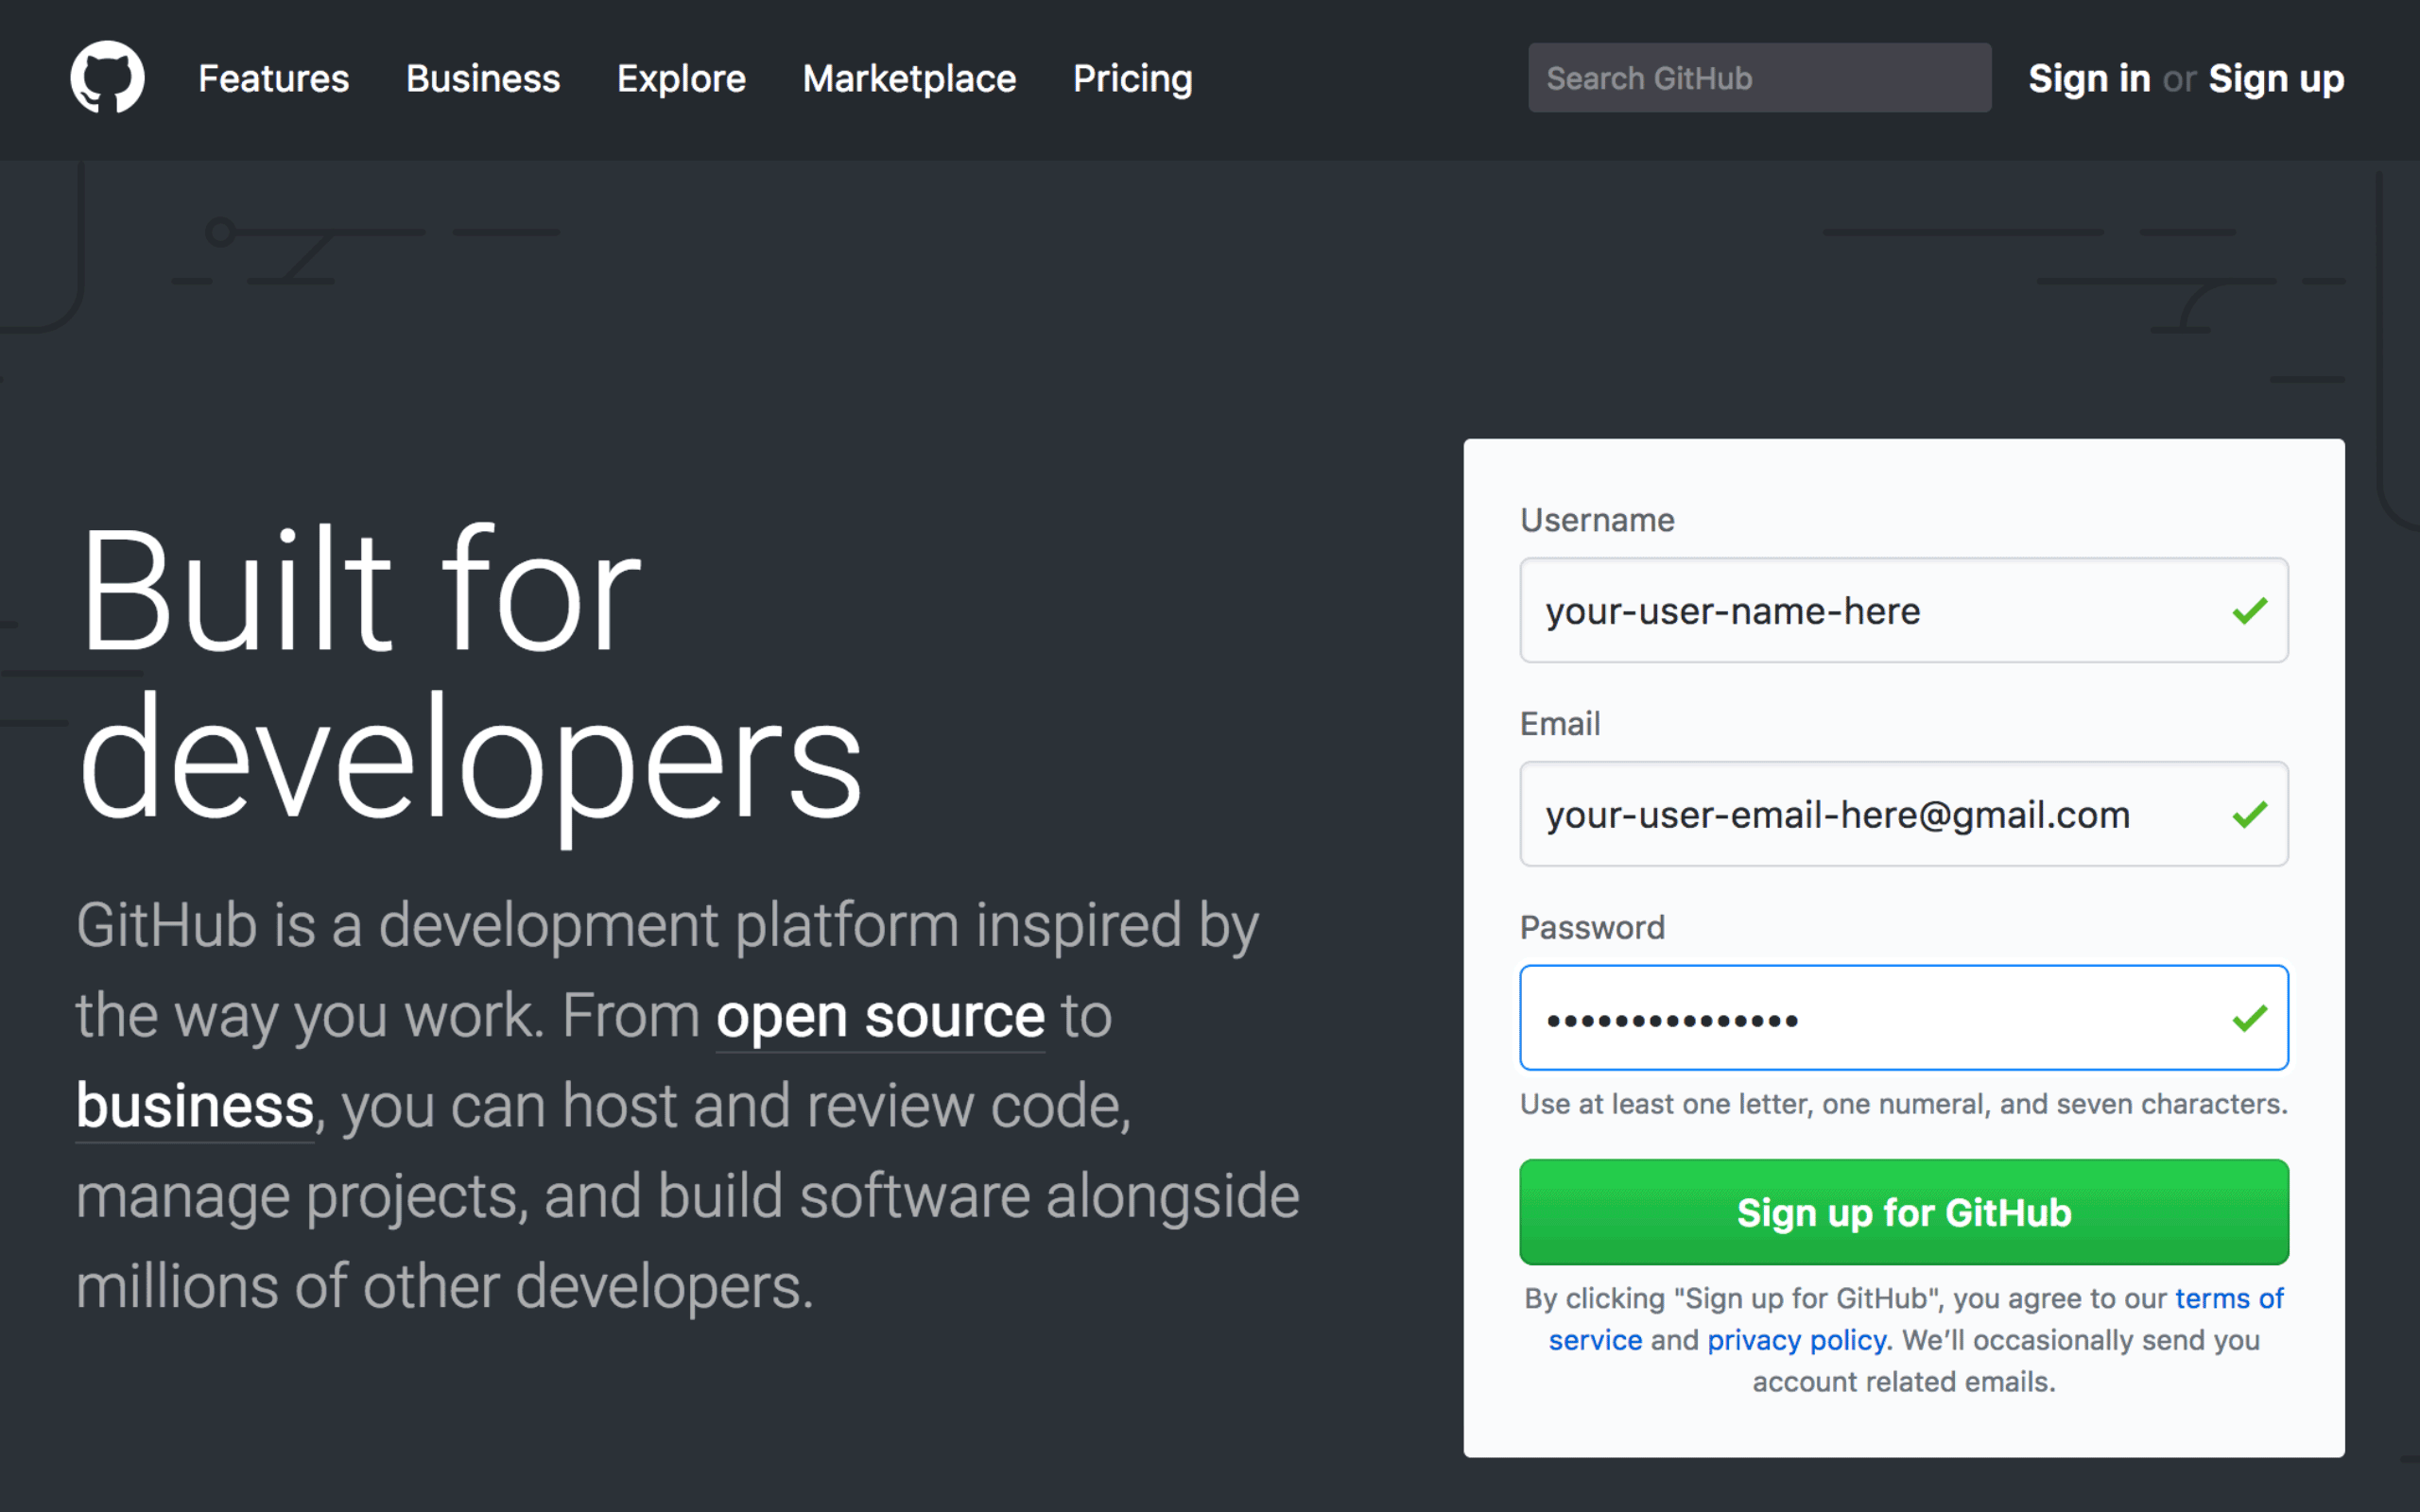 Features Business Explore Marketplace Pricing Search GitHub Sign in or Sign up
Built for
developers
GitHub is a development platform inspired by
the way you work. From open source to
business, you can host and review code,
manage projects, and build software alongside
millions of other developers.
Username
your-user-name-here
Email
your-user-email-here@gmail.com
Password
•••••••••••••••
Use at least one letter, one numeral, and seven characters.
Sign up for GitHub
By clicking "Sign up for GitHub", you agree to our terms of
service and privacy policy. We’ll occasionally send you
account related emails.